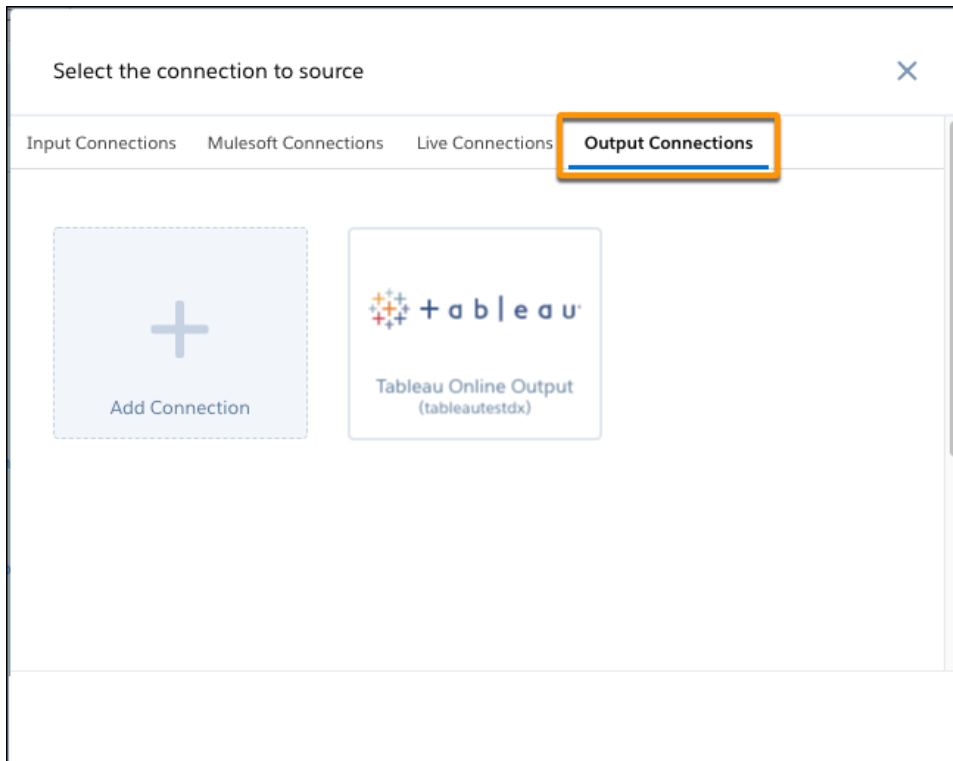 Select the connection to source
Input Connections Mulesoft Connections Live Connections Output Connections
+ableau
Add Connection
Tableau Online Output
(tableautestdx)